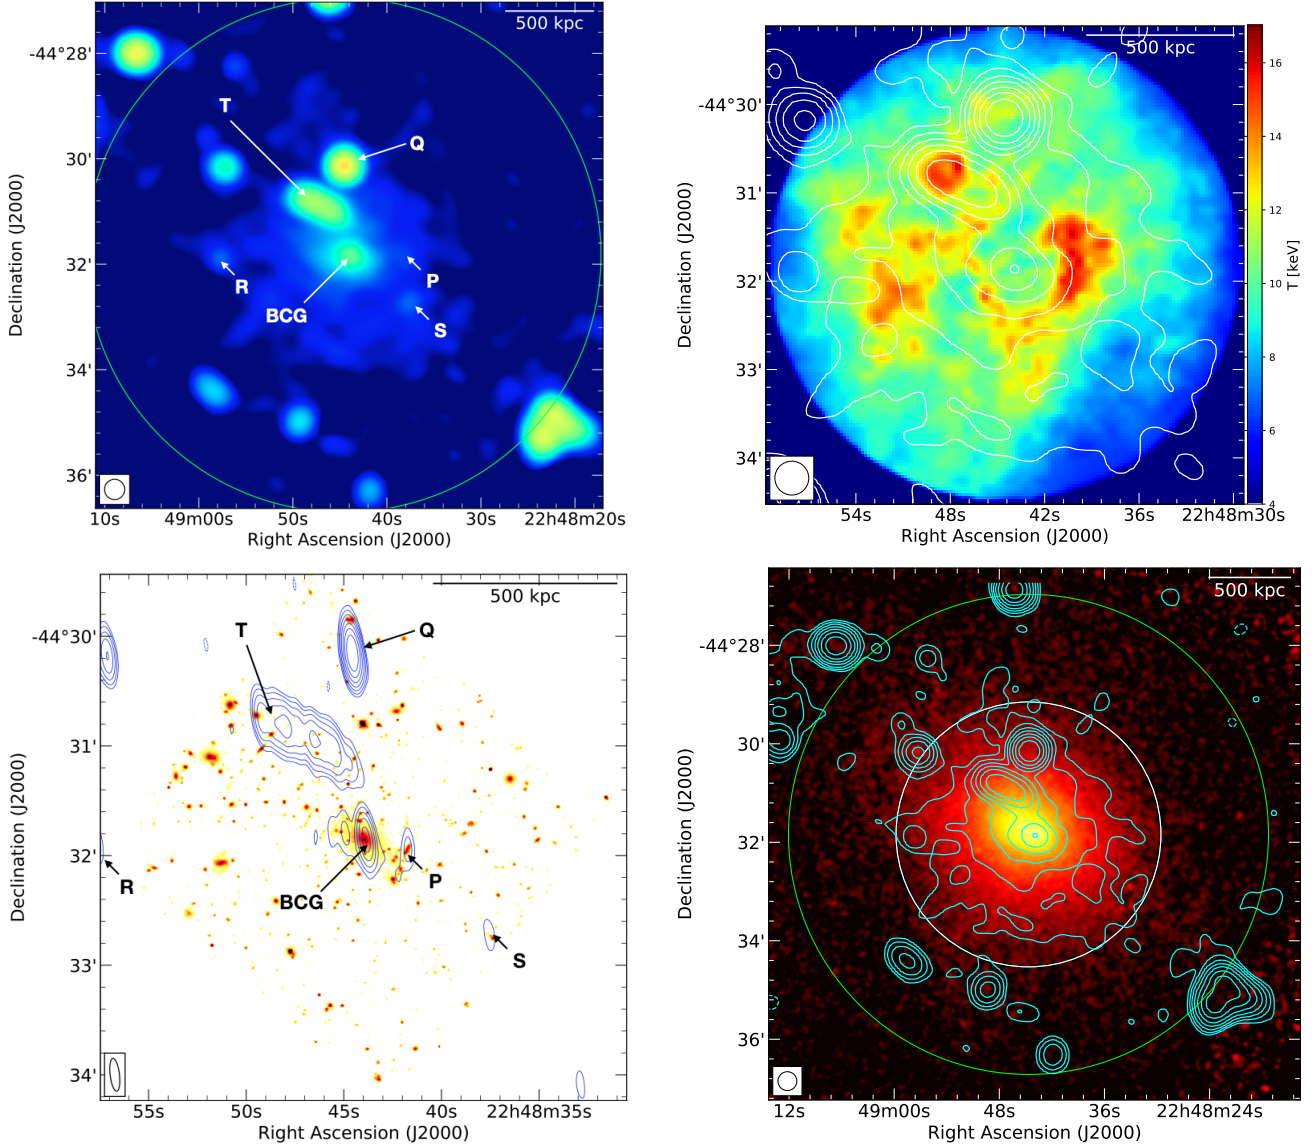 500 kpc
-44°28'
30'
32'
34'
36'
Declination (J2000)
T
Q
R
P
BCG
S
10s 49m00s 50s 40s 30s 22h48m20s
Right Ascension (J2000)
500 kpc
-44°30'
31'
32'
33'
34'
Declination (J2000)
54s 48s 42s 36s 22h48m30s
Right Ascension (J2000)
16
14
12
10
8
6
4
T [keV]
500 kpc
-44°30'
31'
32'
33'
34'
Declination (J2000)
T
Q
R
P
BCG
S
55s 50s 45s 40s 22h48m35s
Right Ascension (J2000)
500 kpc
-44°28'
30'
32'
34'
36'
Declination (J2000)
12s 49m00s 48s 36s 22h48m24s
Right Ascension (J2000)